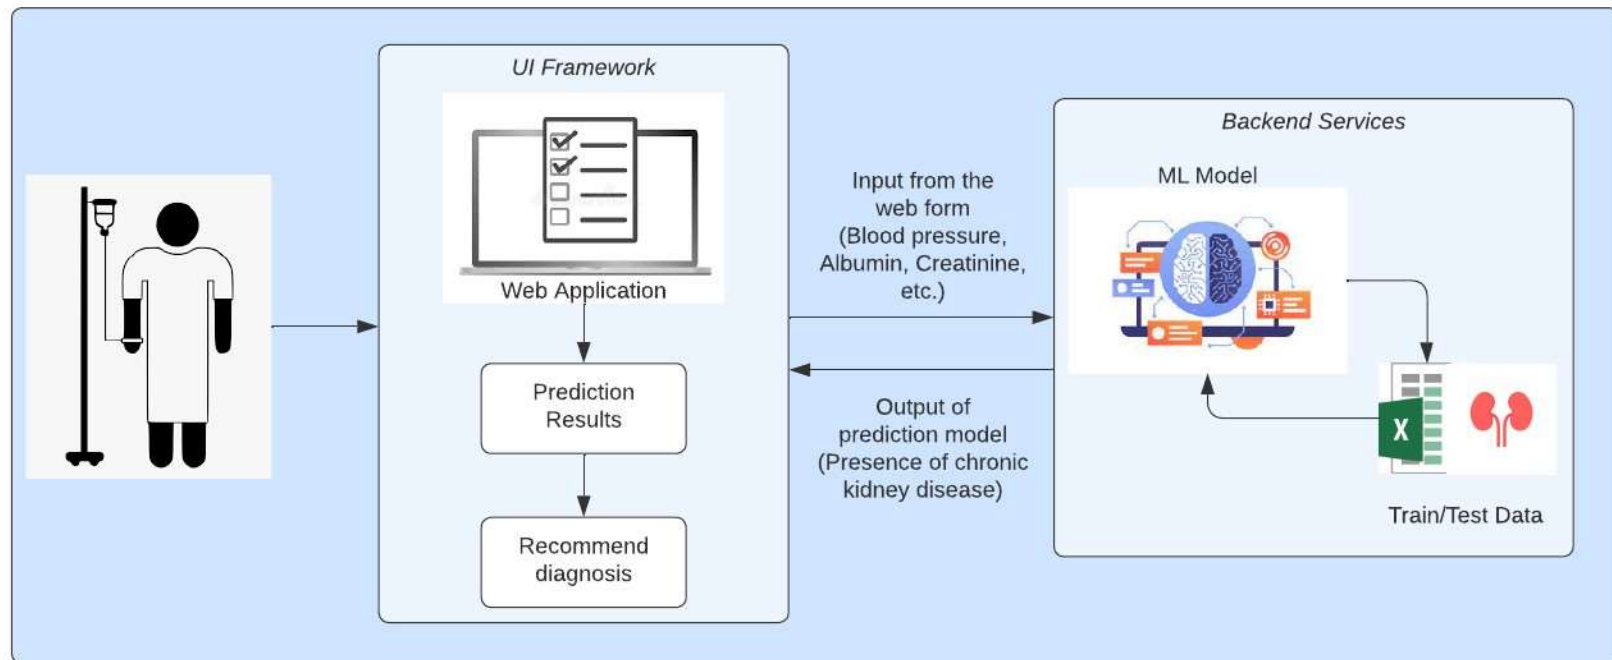 UI Framework
Web Application
Prediction
Results
Recommend
diagnosis
Input from the
web form
(Blood pressure,
Albumin, Creatinine,
etc.)
Output of
prediction model
(Presence of chronic
kidney disease)
Backend Services
ML Model
X
Train/Test Data